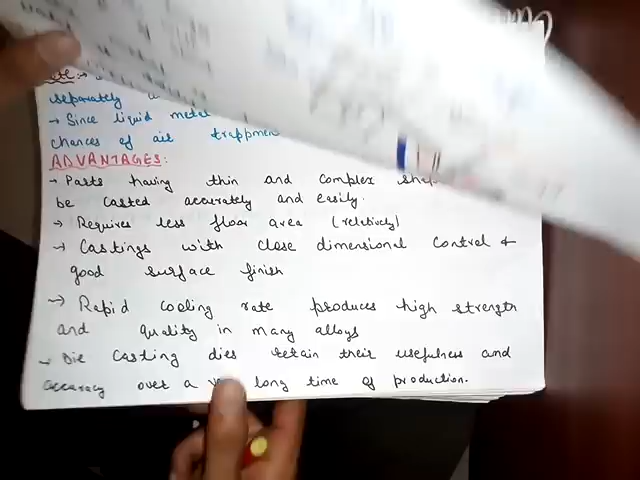 separately
→ Since liquid metal
chances of air trappmen
ADVANTAGES:
→ Parts having thin and complex shap
be casted accurately and easily.
→ Requires less floor area (relatively)
→ Castings with close dimensional control &
good surface finish
→ Rapid cooling rate produces high strength
and quality in many alloys
→ Die casting dies retain their usefulness and
accuracy over a long time of production.